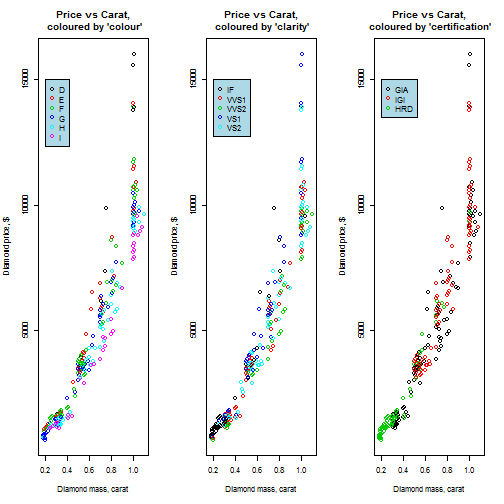 Price vs Carat,
coloured by 'colour'
Diamond price, $
5000
10000
15000
D
E
F
G
H
I
0.2 0.4 0.6 0.8 1.0
Diamond mass, carat
Price vs Carat,
coloured by 'clarity'
Diamond price, $
5000
10000
15000
IF
VVS1
VVS2
VS1
VS2
0.2 0.4 0.6 0.8 1.0
Diamond mass, carat
Price vs Carat,
coloured by 'certification'
Diamond price, $
5000
10000
15000
GIA
IGI
HRD
0.2 0.4 0.6 0.8 1.0
Diamond mass, carat